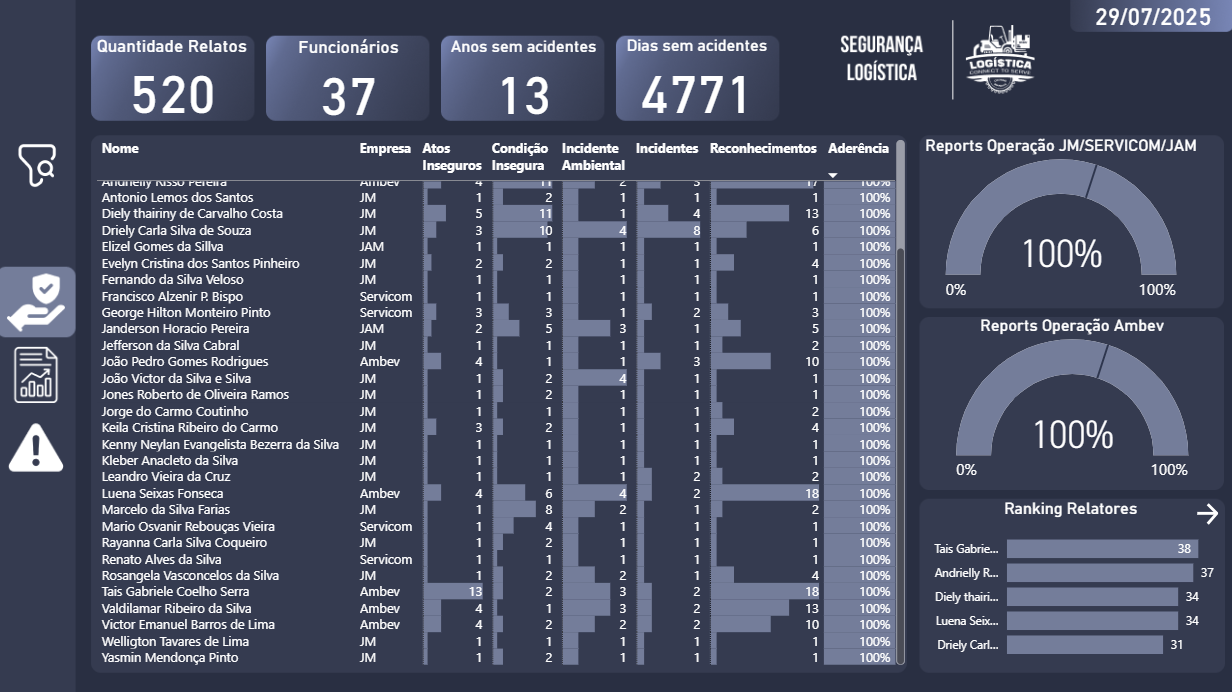 29/07/2025
Quantidade Relatos
520
Funcionários
37
Anos sem acidentes
13
Dias sem acidentes
4771
SEGURANÇA
LOGÍSTICA
LOGÍSTICA
CONNECT TO SERVE
Nome Empresa Atos Inseguros Condição Insegura Incidente Ambiental Incidentes Reconhecimentos Aderência
Andrielly Risso Pereira Ambev 4 11 2 3 17 100%
Antonio Lemos dos Santos JM 1 2 1 1 1 100%
Diely thairiny de Carvalho Costa JM 5 11 1 4 13 100%
Driely Carla Silva de Souza JM 3 10 4 8 6 100%
Elizel Gomes da Sillva JAM 1 1 1 1 1 100%
Evelyn Cristina dos Santos Pinheiro JM 2 2 1 1 4 100%
Fernando da Silva Veloso JM 1 1 1 1 1 100%
Francisco Alzenir P. Bispo Servicom 1 1 1 1 1 100%
George Hilton Monteiro Pinto Servicom 3 3 1 2 3 100%
Janderson Horacio Pereira JAM 2 5 3 1 5 100%
Jefferson da Silva Cabral JM 1 1 1 1 2 100%
João Pedro Gomes Rodrigues Ambev 4 1 1 3 10 100%
João Victor da Silva e Silva JM 1 2 4 1 1 100%
Jones Roberto de Oliveira Ramos JM 1 2 1 1 1 100%
Jorge do Carmo Coutinho JM 1 1 1 1 2 100%
Keila Cristina Ribeiro do Carmo JM 3 2 1 1 4 100%
Kenny Neylan Evangelista Bezerra da Silva JM 1 1 1 1 1 100%
Kleber Anacleto da Silva JM 1 1 1 1 1 100%
Leandro Vieira da Cruz JM 1 1 1 2 2 100%
Luena Seixas Fonseca Ambev 4 6 4 2 18 100%
Marcelo da Silva Farias JM 1 8 2 1 2 100%
Mario Osvanir Rebouças Vieira Servicom 1 4 1 1 1 100%
Rayanna Carla Silva Coqueiro JM 1 2 1 1 1 100%
Renato Alves da Silva Servicom 1 1 1 1 1 100%
Rosangela Vasconcelos da Silva JM 1 2 2 1 4 100%
Tais Gabriele Coelho Serra Ambev 13 2 3 2 18 100%
Valdilamar Ribeiro da Silva Ambev 4 1 3 2 13 100%
Victor Emanuel Barros de Lima Ambev 4 2 2 2 10 100%
Welligton Tavares de Lima JM 1 1 1 1 1 100%
Yasmin Mendonça Pinto JM 1 2 1 1 1 100%
Reports Operação JM/SERVICOM/JAM
100%
0% 100%
Reports Operação Ambev
100%
0% 100%
Ranking Relatores
Tais Gabrie... 38
Andrielly R... 37
Diely thairi... 34
Luena Seix... 34
Driely Carl... 31